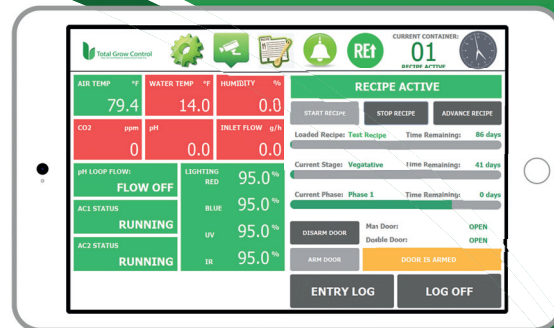 Total Grow Control
REt
CURRENT CONTAINER:
01
RECIPE ACTIVE
AIR TEMP °F
79.4
WATER TEMP °F
14.0
HUMIDITY %
0.0
CO2 ppm
0
pH
0.0
INLET FLOW g/h
0.0
pH LOOP FLOW:
FLOW OFF
AC1 STATUS
RUNNING
AC2 STATUS
RUNNING
LIGHTING
RED 95.0%
BLUE 95.0%
UV 95.0%
IR 95.0%
RECIPE ACTIVE
START RECIPE STOP RECIPE ADVANCE RECIPE
Loaded Recipe: Test Recipe Time Remaining: 86 days
Current Stage: Vegatative Time Remaining: 41 days
Current Phase: Phase 1 Time Remaining: 0 days
DISARM DOOR
Man Door: OPEN
Double Door: OPEN
ARM DOOR DOOR IS ARMED
ENTRY LOG LOG OFF